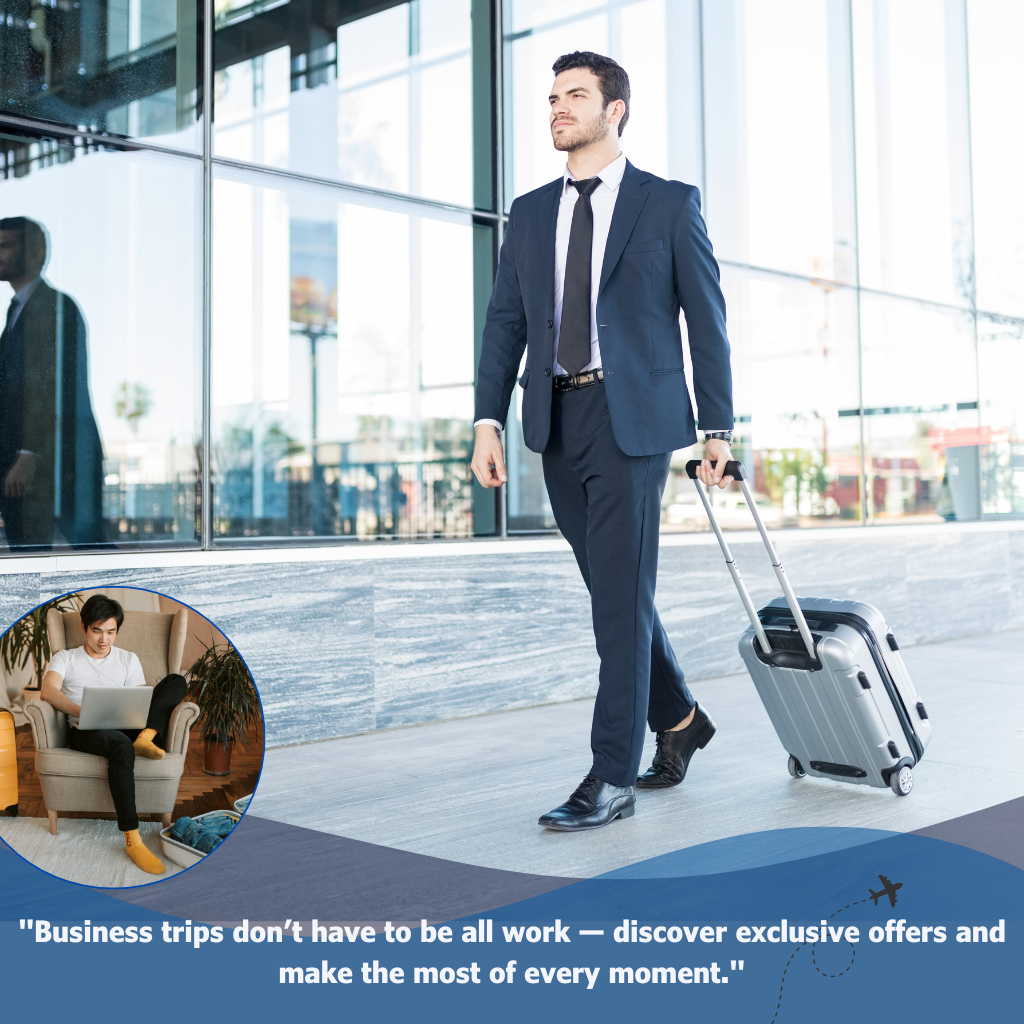 "Business trips don’t have to be all work — discover exclusive offers and
make the most of every moment."